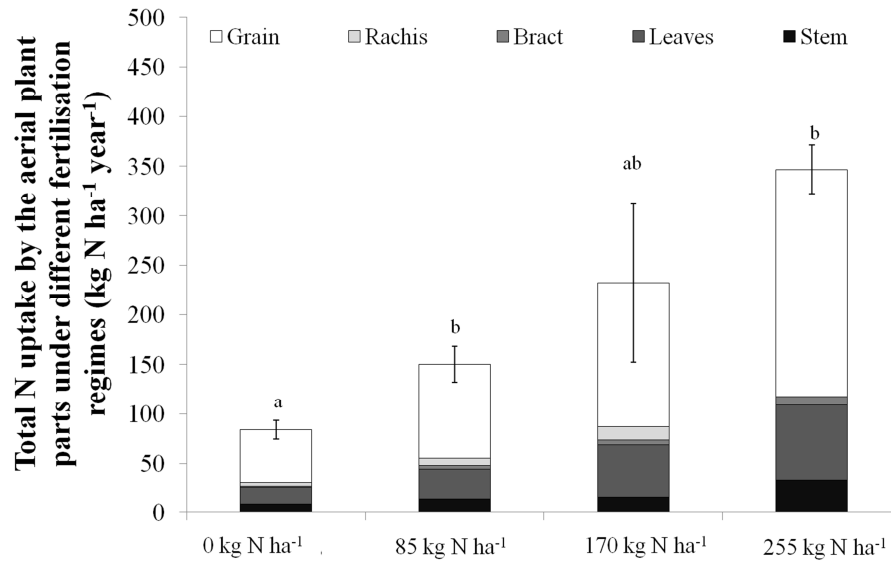 Total N uptake by the aerial plant
parts under different fertilisation
regimes (kg N ha⁻¹ year⁻¹)
500
450
400
350
300
250
200
150
100
50
0
Grain
Rachis
Bract
Leaves
Stem
a
b
ab
b
0 kg N ha⁻¹
85 kg N ha⁻¹
170 kg N ha⁻¹
255 kg N ha⁻¹